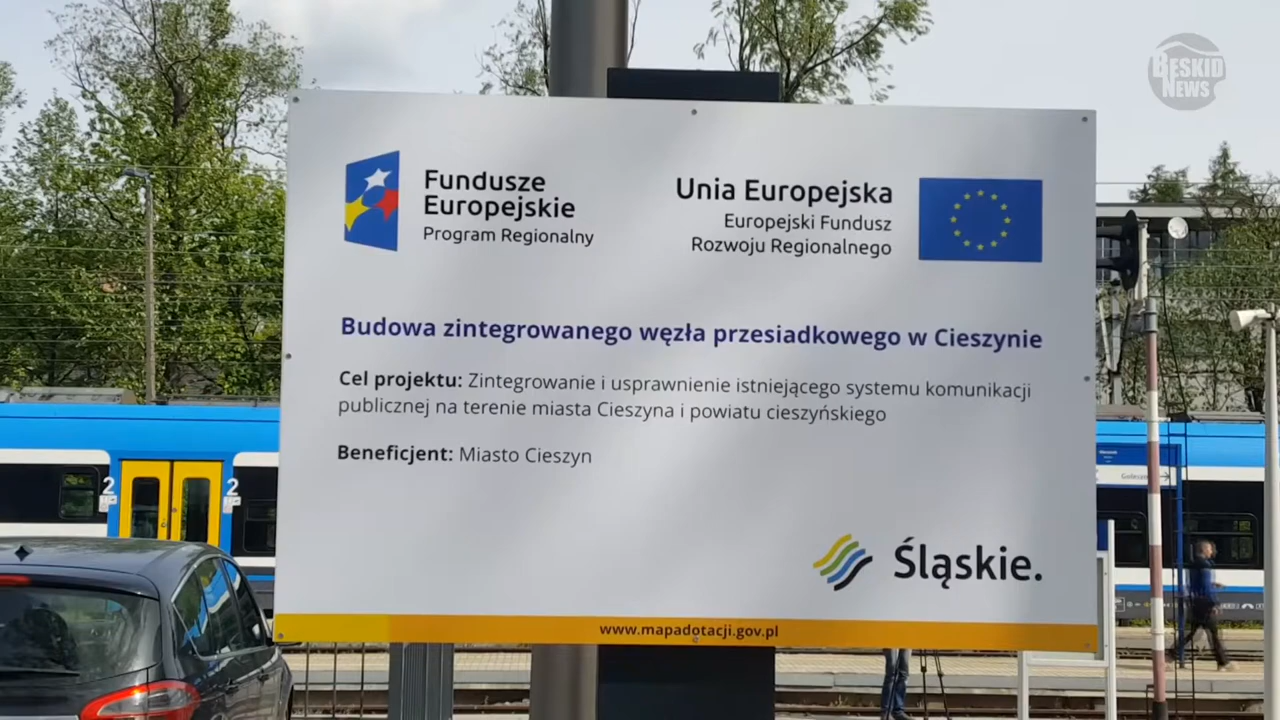 BESKID
NEWS
Fundusze
Europejskie
Program Regionalny
Unia Europejska
Europejski Fundusz
Rozwoju Regionalnego
Budowa zintegrowanego węzła przesiadkowego w Cieszynie
Cel projektu: Zintegrowanie i usprawnienie istniejącego systemu komunikacji
publicznej na terenie miasta Cieszyna i powiatu cieszyńskiego
Beneficjent: Miasto Cieszyn
2
2
Śląskie.
www.mapadotacji.gov.pl